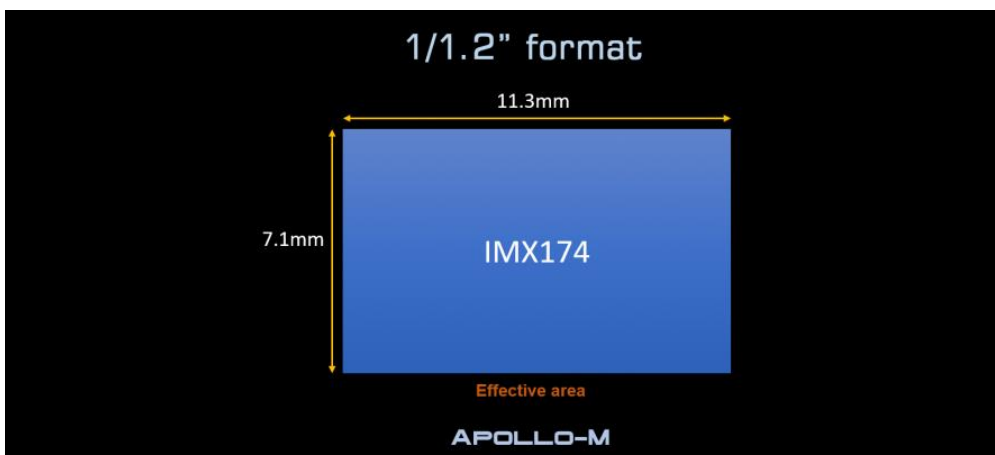 1/1.2” format
11.3mm
7.1mm
IMX174
Effective area
APOLLO-M